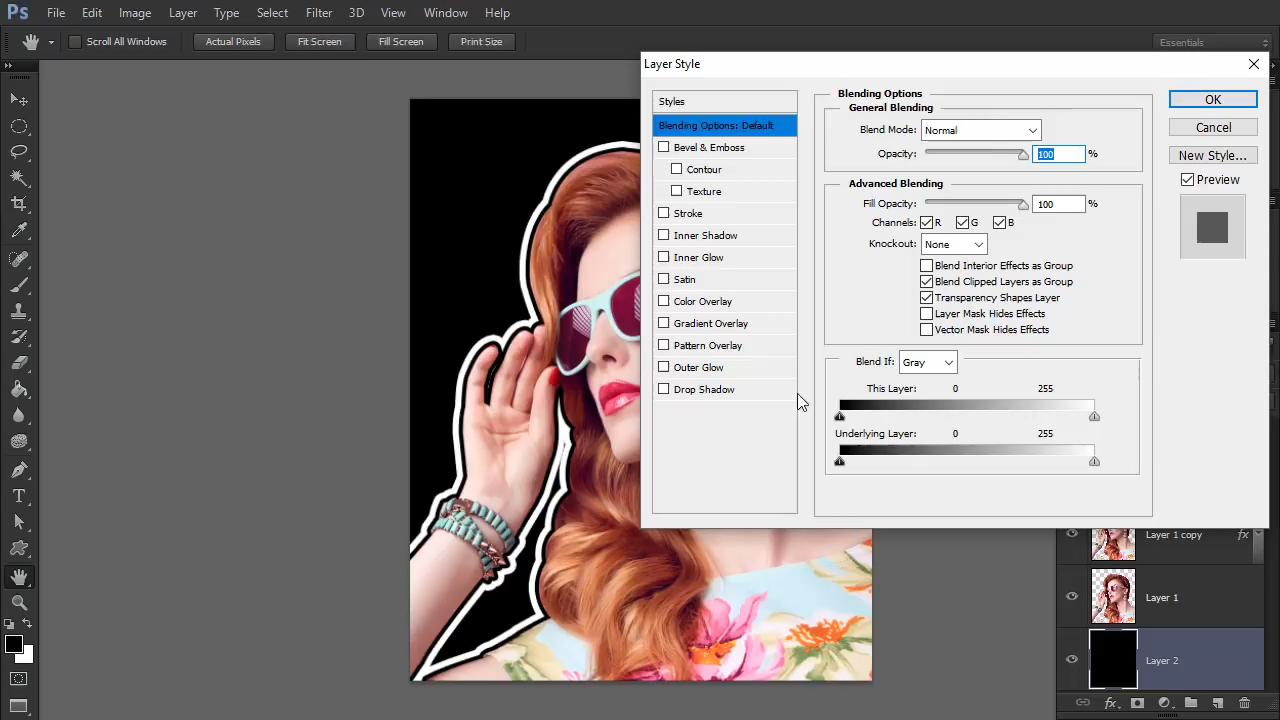 Ps File Edit Image Layer Type Select Filter 3D View Window Help
Scroll All Windows Actual Pixels Fit Screen Fill Screen Print Size Essentials
Layer Style
Styles
Blending Options: Default
Bevel & Emboss
Contour
Texture
Stroke
Inner Shadow
Inner Glow
Satin
Color Overlay
Gradient Overlay
Pattern Overlay
Outer Glow
Drop Shadow
Blending Options
General Blending
Blend Mode: Normal
Opacity: 100 %
Advanced Blending
Fill Opacity: 100 %
Channels: R G B
Knockout: None
Blend Interior Effects as Group
Blend Clipped Layers as Group
Transparency Shapes Layer
Layer Mask Hides Effects
Vector Mask Hides Effects
Blend If: Gray
This Layer: 0 255
Underlying Layer: 0 255
OK
Cancel
New Style...
Preview
Layer 1 copy fx
Layer 1
Layer 2
fx